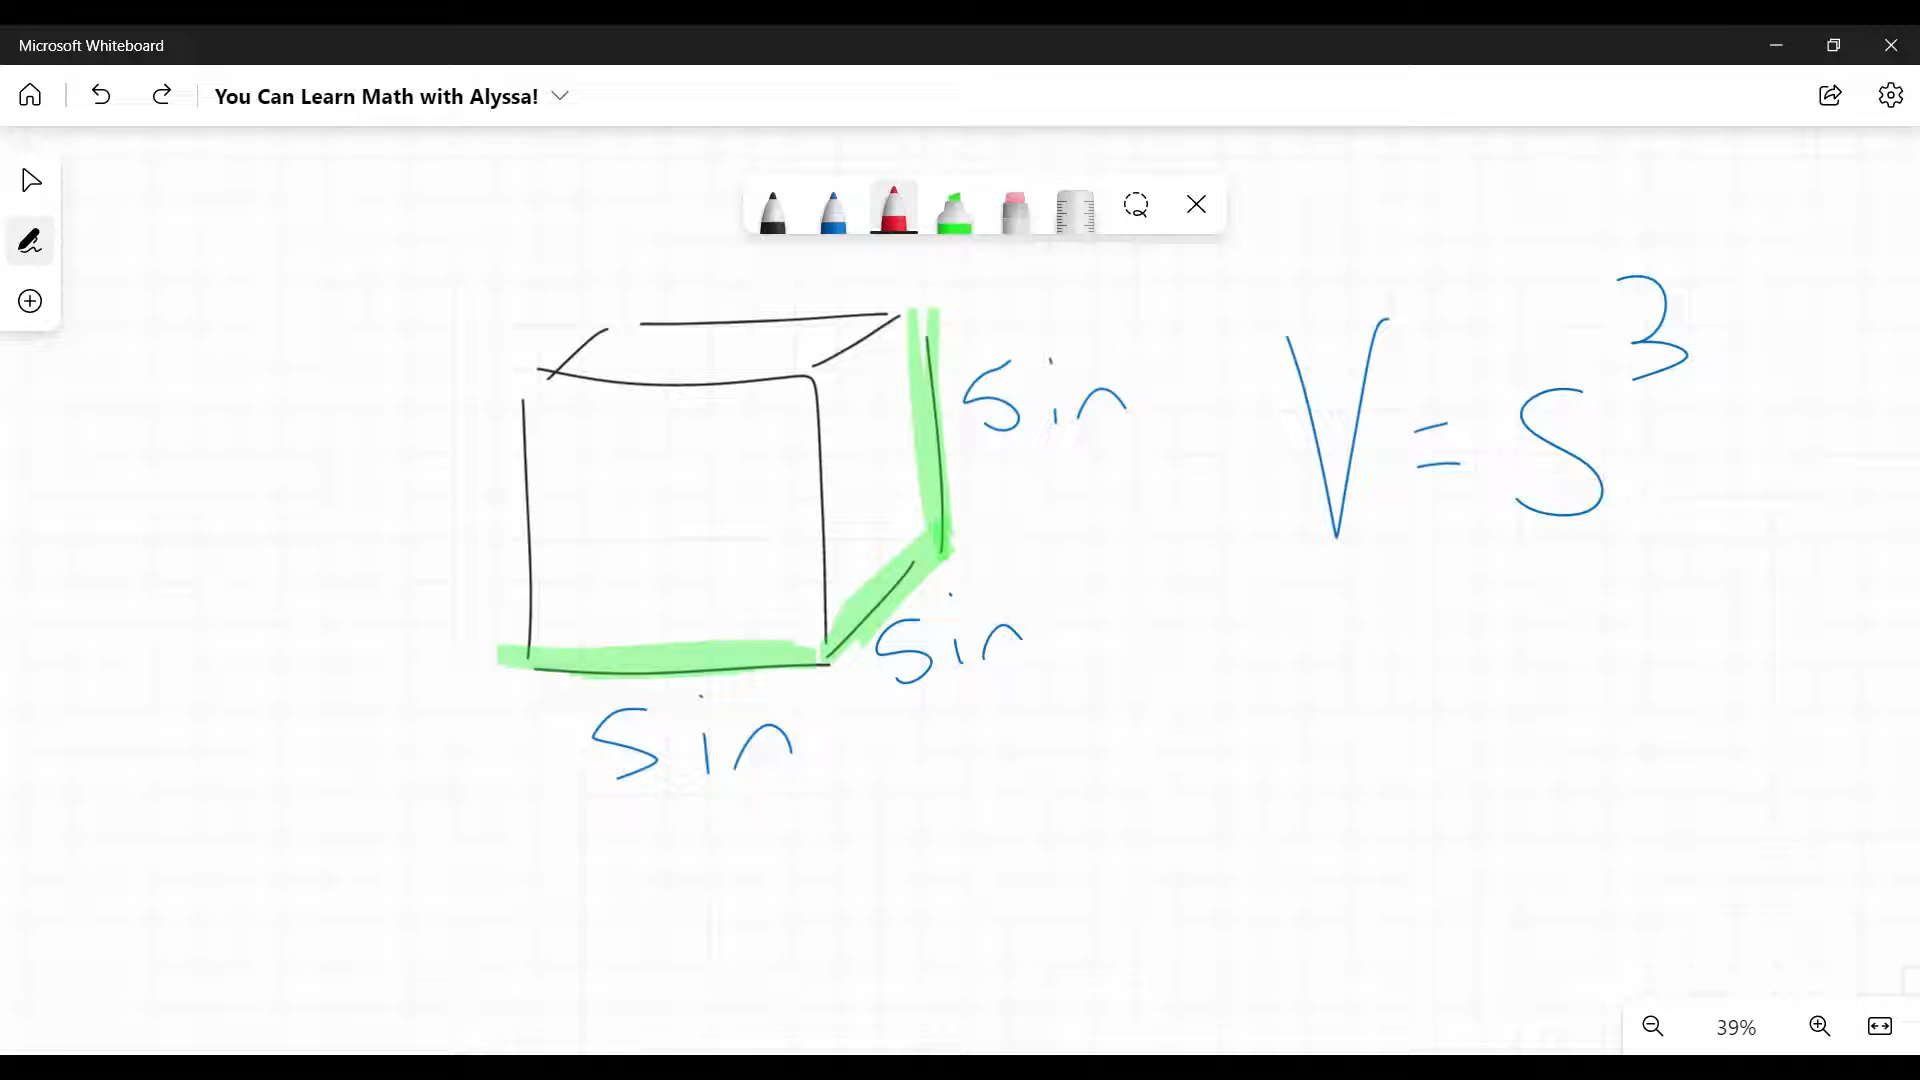 Microsoft Whiteboard
You Can Learn Math with Alyssa!
5 in
V = s³
5 in
5 in
39%